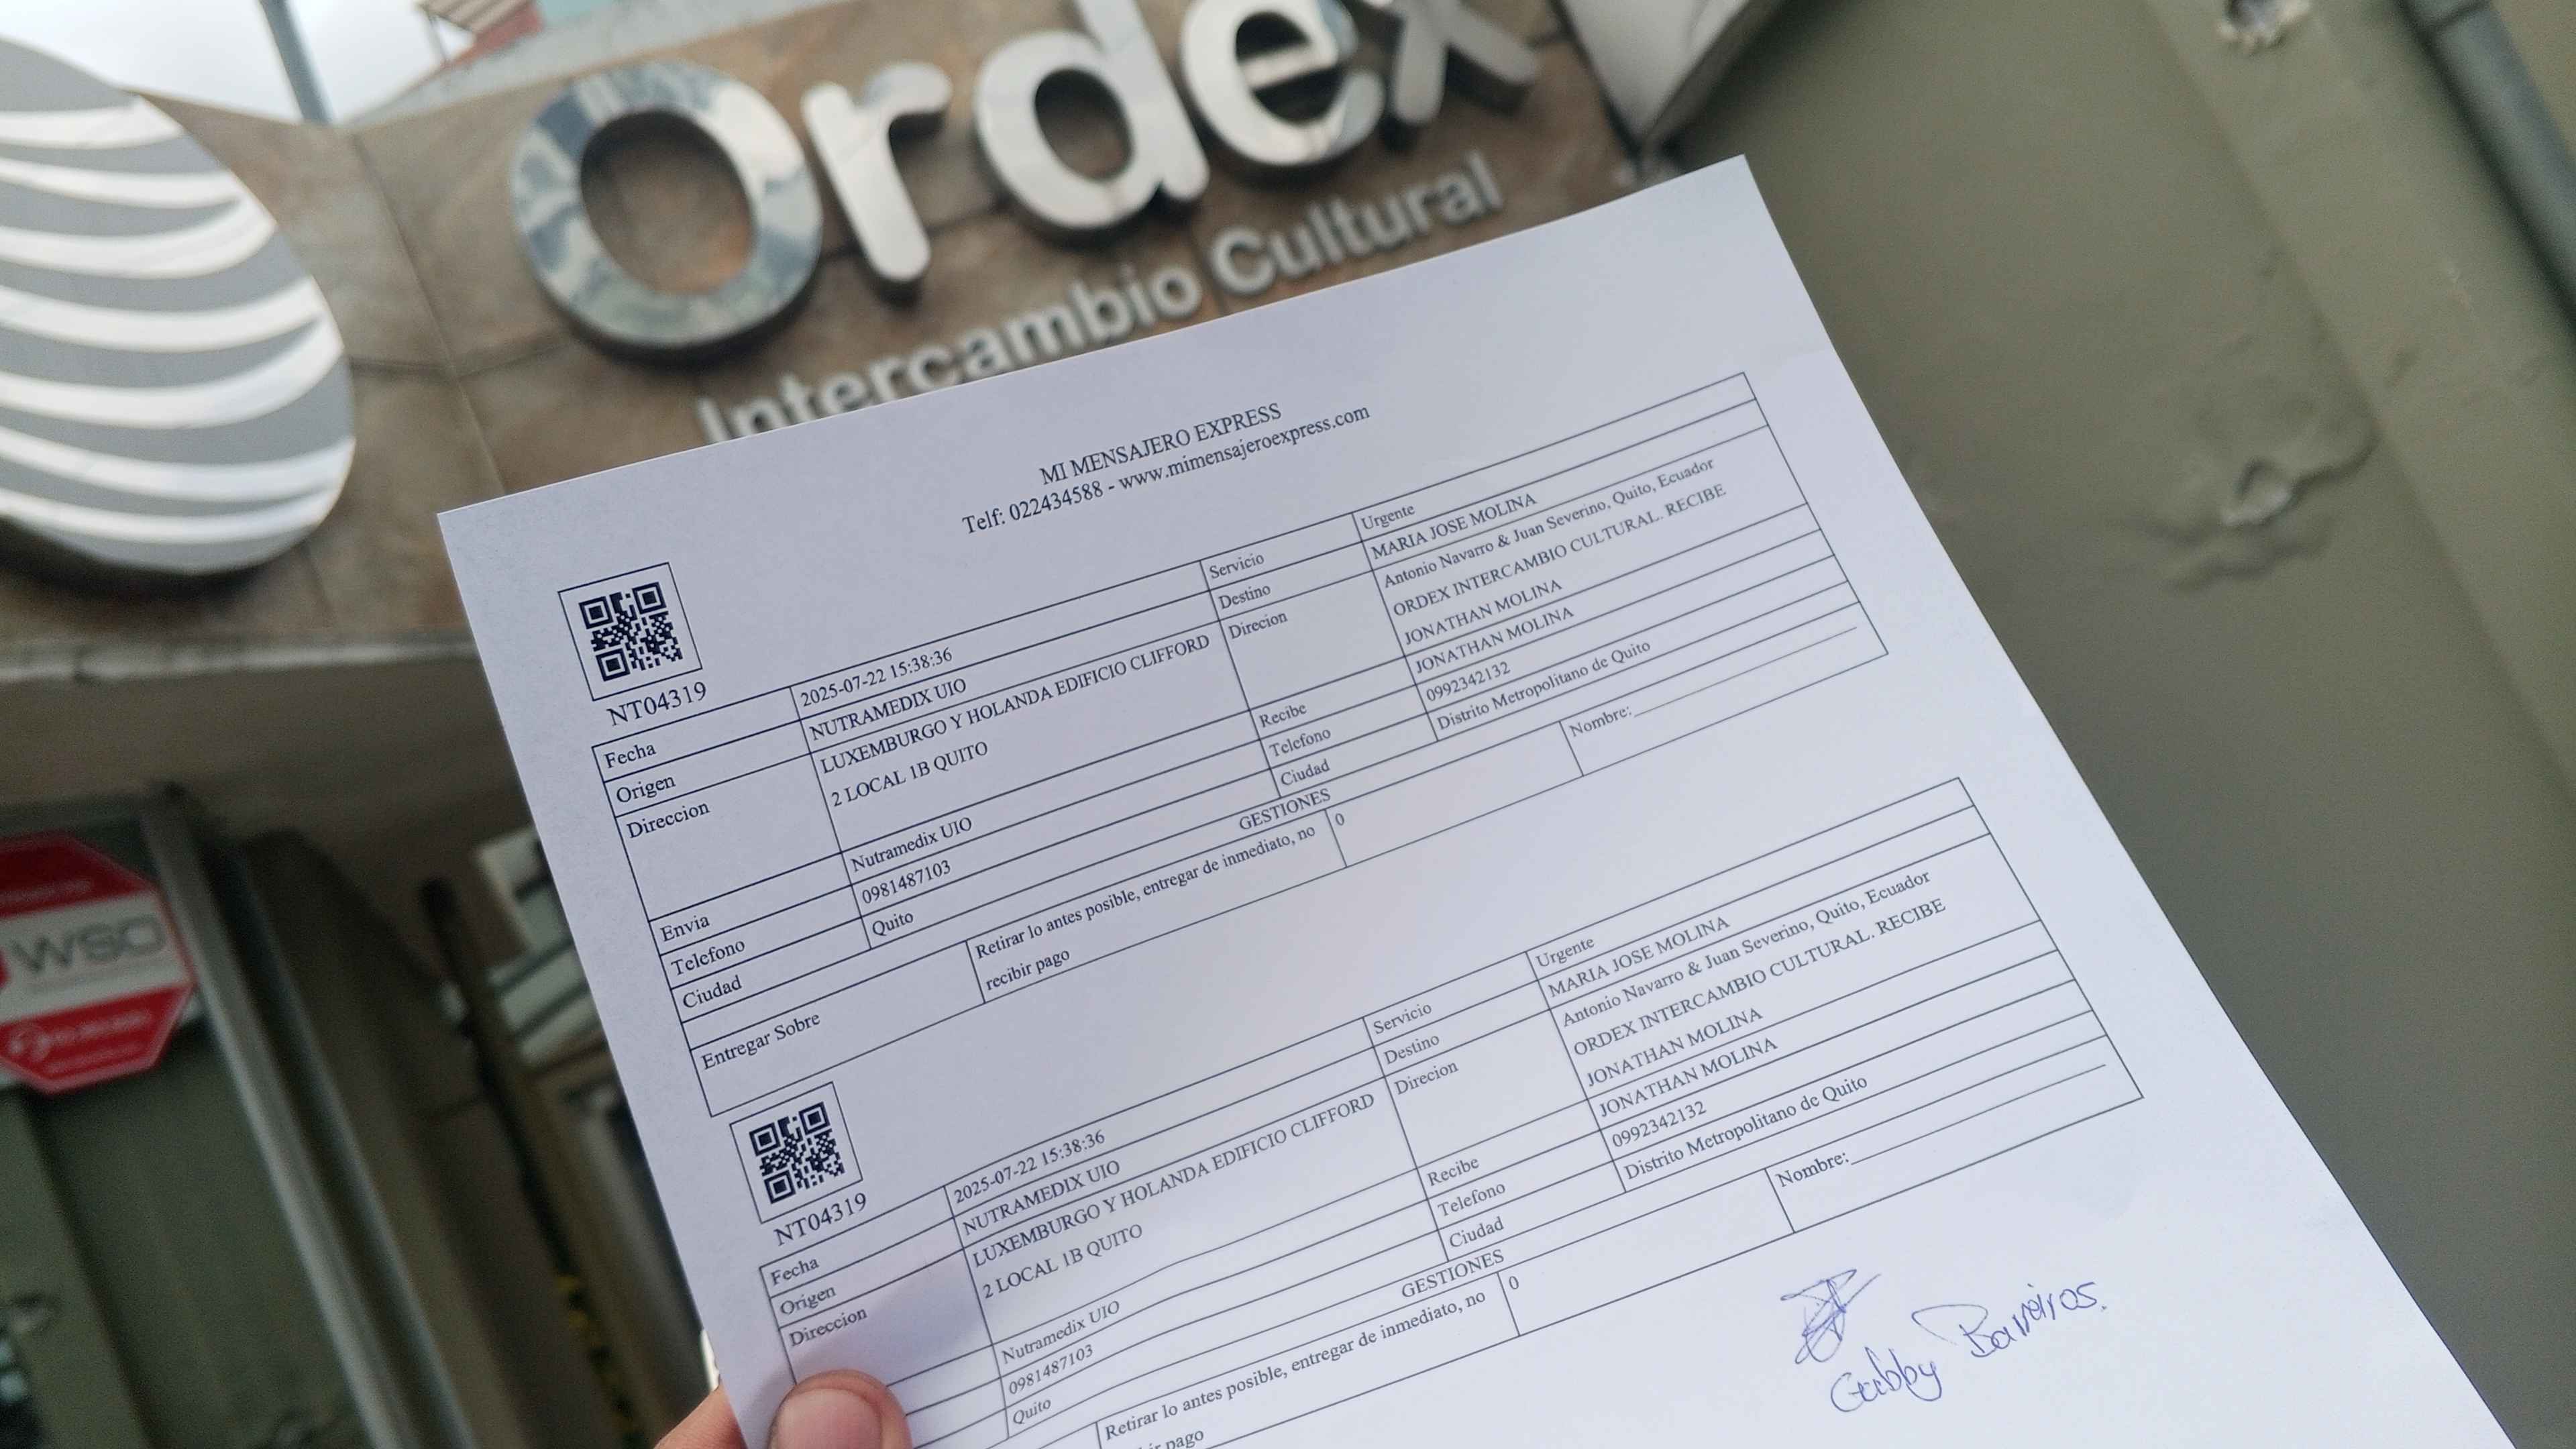 Ordex
Intercambio Cultural
WSO
MI MENSAJERO EXPRESS
Telf: 022434588 - www.mimensajeroexpress.com
NT04319
Fecha
2025-07-22 15:38:36
Servicio
Urgente
Origen
NUTRAMEDIX UIO
Destino
MARIA JOSE MOLINA
Direccion
LUXEMBURGO Y HOLANDA EDIFICIO CLIFFORD
2 LOCAL 1B QUITO
Direcion
Antonio Navarro & Juan Severino, Quito, Ecuador
ORDEX INTERCAMBIO CULTURAL. RECIBE
JONATHAN MOLINA
Envia
Nutramedix UIO
Recibe
JONATHAN MOLINA
Telefono
0981487103
Telefono
0992342132
Ciudad
Quito
Ciudad
Distrito Metropolitano de Quito
GESTIONES
Entregar Sobre
Retirar lo antes posible, entregar de inmediato, no
recibir pago
0
Nombre:
NT04319
Fecha
2025-07-22 15:38:36
Servicio
Urgente
Origen
NUTRAMEDIX UIO
Destino
MARIA JOSE MOLINA
Direccion
LUXEMBURGO Y HOLANDA EDIFICIO CLIFFORD
2 LOCAL 1B QUITO
Direcion
Antonio Navarro & Juan Severino, Quito, Ecuador
ORDEX INTERCAMBIO CULTURAL. RECIBE
JONATHAN MOLINA
Nutramedix UIO
Recibe
JONATHAN MOLINA
0981487103
Telefono
0992342132
Quito
Ciudad
Distrito Metropolitano de Quito
GESTIONES
Retirar lo antes posible, entregar de inmediato, no
pago
0
Nombre:
Gabby Barreiros.